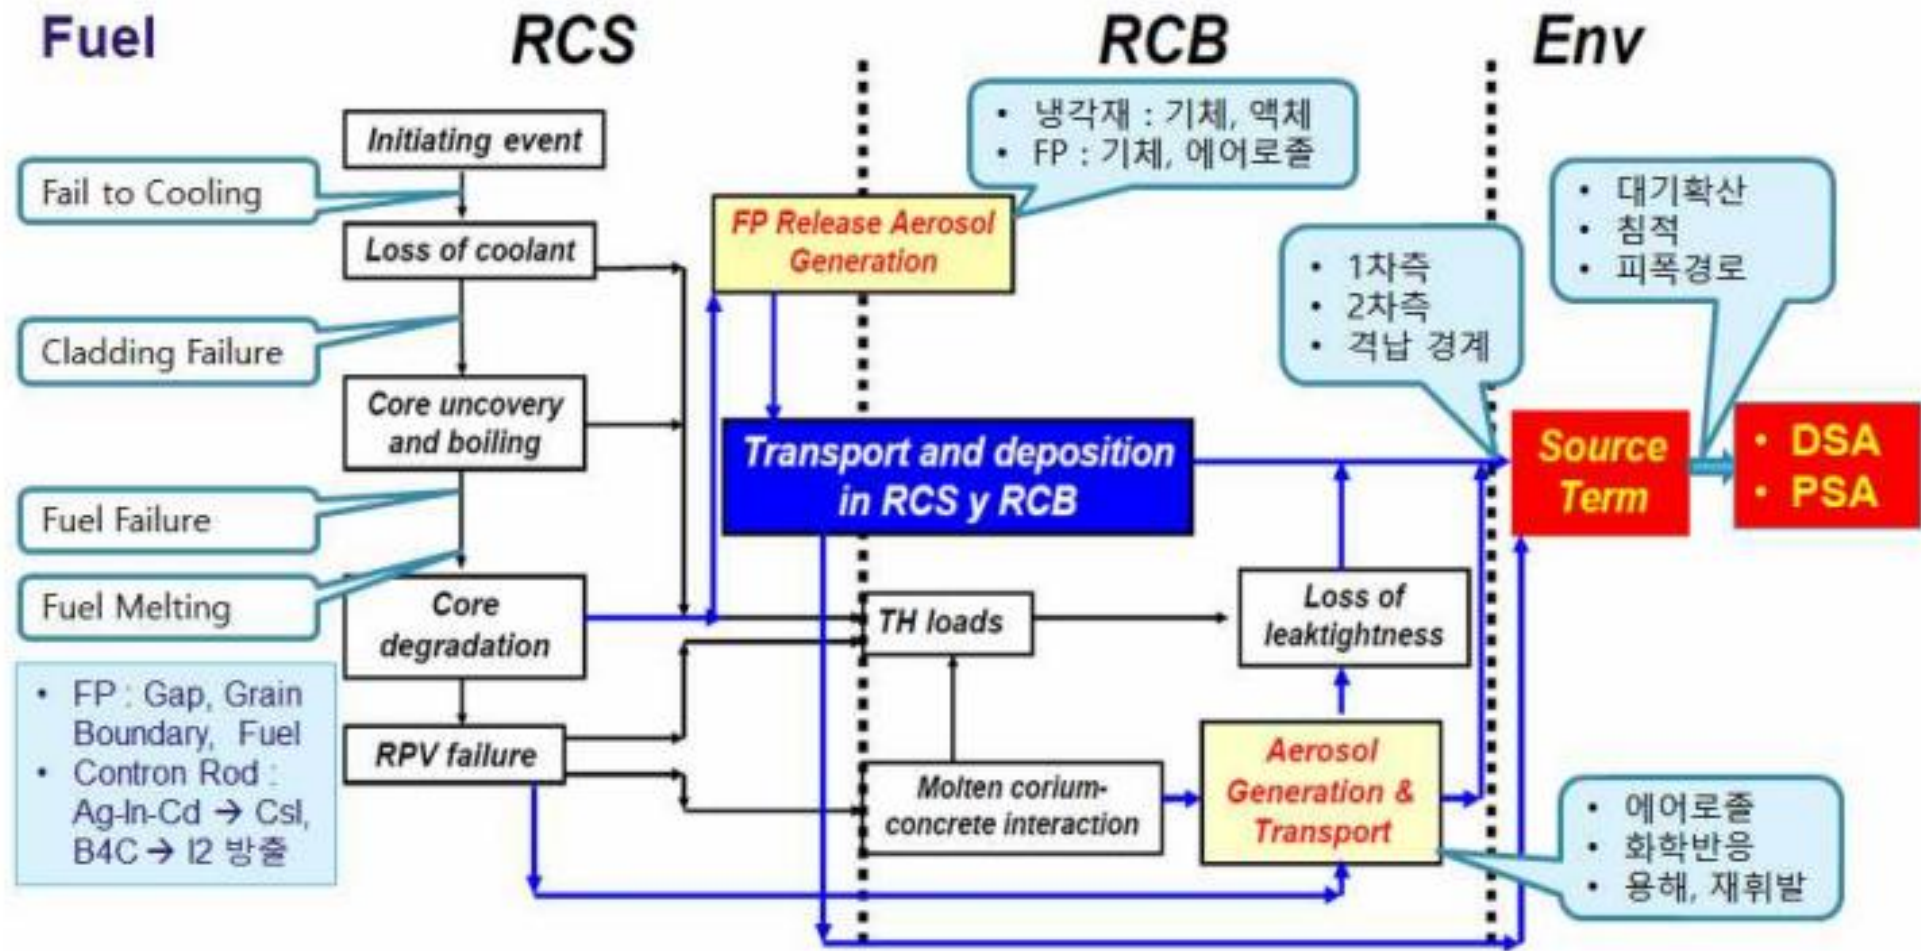 Fuel
RCS
RCB
Env
• 냉각재 : 기체, 액체
• FP : 기체, 에어로졸
Initiating event
Fail to Cooling
• 대기확산
• 침적
• 피폭경로
FP Release Aerosol
Generation
Loss of coolant
• 1차측
• 2차측
• 격납 경계
Cladding Failure
Core uncovery
and boiling
Transport and deposition
in RCS y RCB
Source
Term
• DSA
• PSA
Fuel Failure
Fuel Melting
Core
degradation
TH loads
Loss of
leaktightness
• FP : Gap, Grain
Boundary, Fuel
• Contron Rod :
Ag-In-Cd → CsI,
B4C → I2 방출
RPV failure
Molten corium-
concrete interaction
Aerosol
Generation &
Transport
• 에어로졸
• 화학반응
• 용해, 재휘발